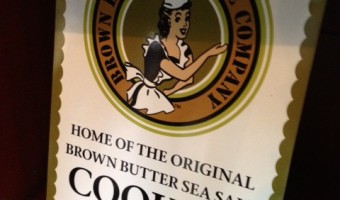 BROWN COMPANY
HOME OF THE ORIGINAL
BROWN BUTTER SEA